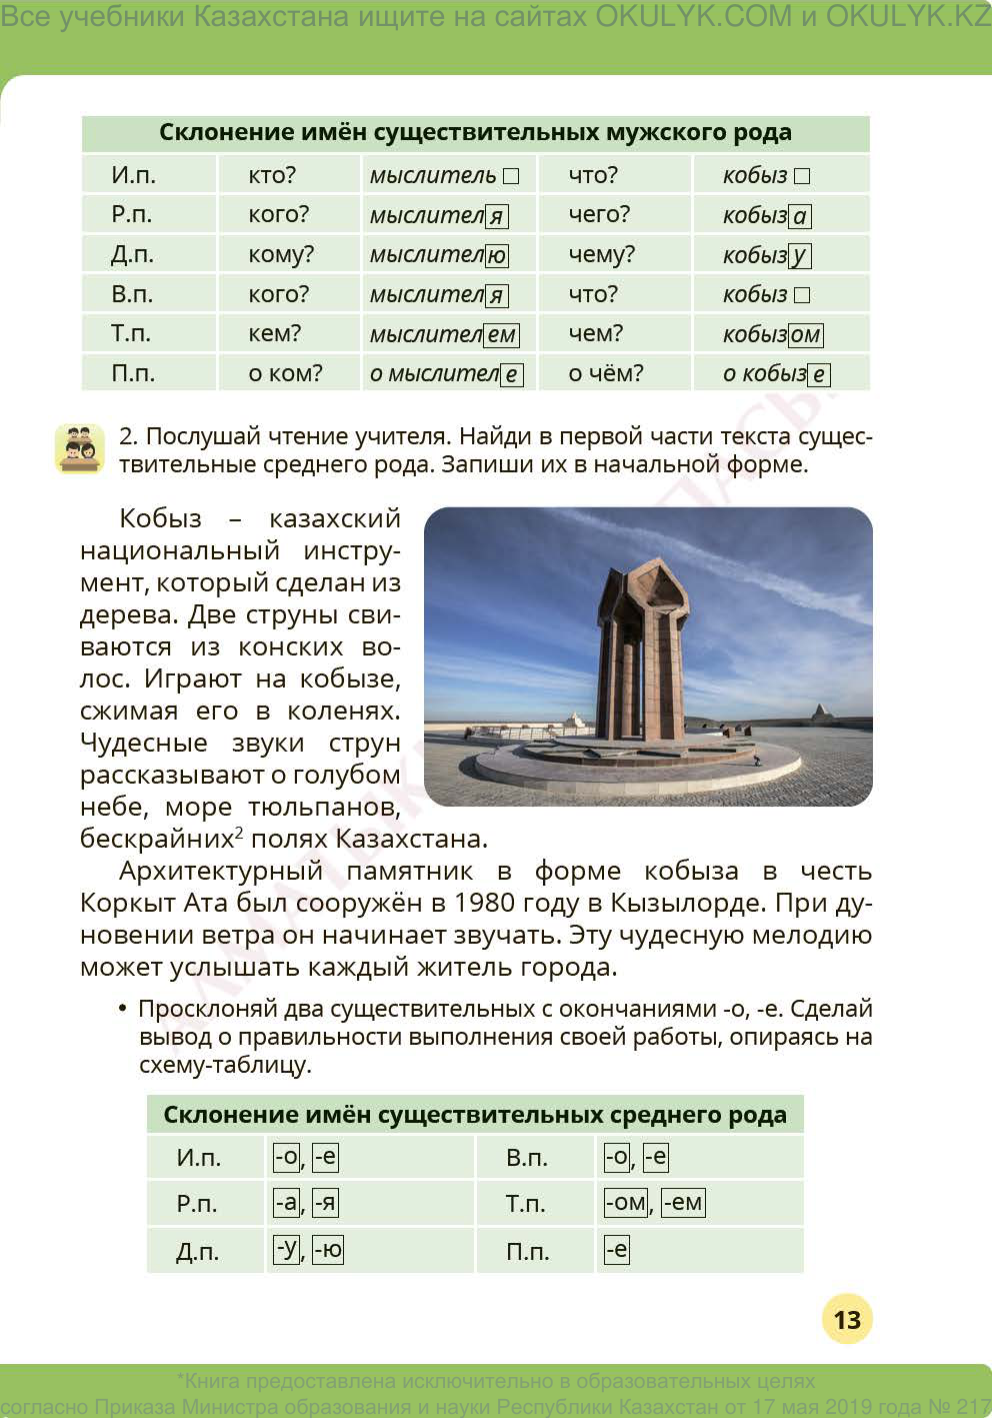 Все учебники Казахстана ищите на сайтах OKULYK.COM и OKULYK.KZ
Склонение имён существительных мужского рода
И.п. кто? мыслитель □ что? кобыз □
Р.п. кого? мыслителя чего? кобыза
Д.п. кому? мыслителю чему? кобызу
В.п. кого? мыслителя что? кобыз □
Т.п. кем? мыслителем чем? кобызом
П.п. о ком? о мыслителе о чём? о кобызе
2. Послушай чтение учителя. Найди в первой части текста сущес-
твительные среднего рода. Запиши их в начальной форме.
Кобыз – казахский
национальный инстру-
мент, который сделан из
дерева. Две струны сви-
ваются из конских во-
лос. Играют на кобызе,
сжимая его в коленях.
Чудесные звуки струн
рассказывают о голубом
небе, море тюльпанов,
бескрайних² полях Казахстана.
Архитектурный памятник в форме кобыза в честь
Коркыт Ата был сооружён в 1980 году в Кызылорде. При ду-
новении ветра он начинает звучать. Эту чудесную мелодию
может услышать каждый житель города.
• Просклоняй два существительных с окончаниями -о, -е. Сделай
вывод о правильности выполнения своей работы, опираясь на
схему-таблицу.
Склонение имён существительных среднего рода
И.п. -о, -е В.п. -о, -е
Р.п. -а, -я Т.п. -ом, -ем
Д.п. -у, -ю П.п. -е
13
*Книга предоставлена исключительно в образовательных целях
согласно Приказа Министра образования и науки Республики Казахстан от 17 мая 2019 года № 217